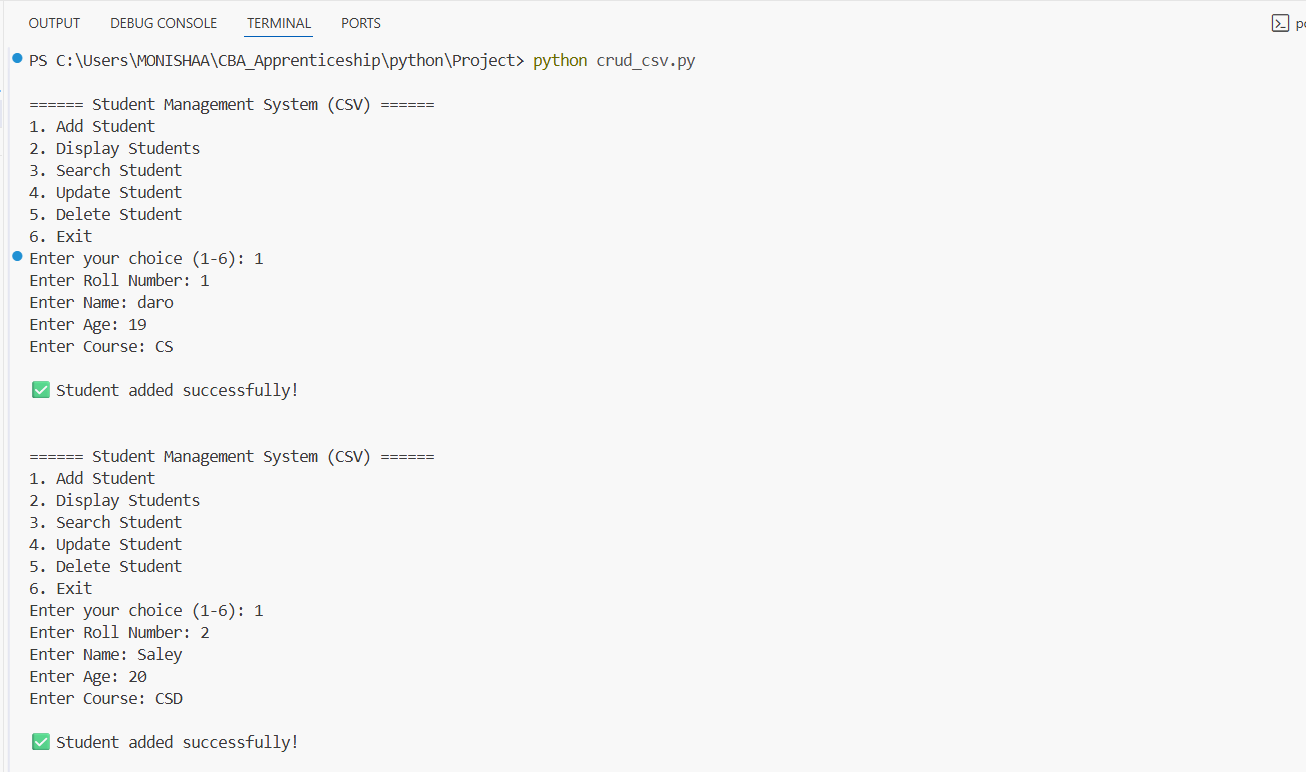 OUTPUT DEBUG CONSOLE TERMINAL PORTS
PS C:\Users\MONISHAA\CBA_Apprenticeship\python\Project> python crud_csv.py
====== Student Management System (CSV) ======
1. Add Student
2. Display Students
3. Search Student
4. Update Student
5. Delete Student
6. Exit
Enter your choice (1-6): 1
Enter Roll Number: 1
Enter Name: daro
Enter Age: 19
Enter Course: CS
✅ Student added successfully!
====== Student Management System (CSV) ======
1. Add Student
2. Display Students
3. Search Student
4. Update Student
5. Delete Student
6. Exit
Enter your choice (1-6): 1
Enter Roll Number: 2
Enter Name: Saley
Enter Age: 20
Enter Course: CSD
✅ Student added successfully!